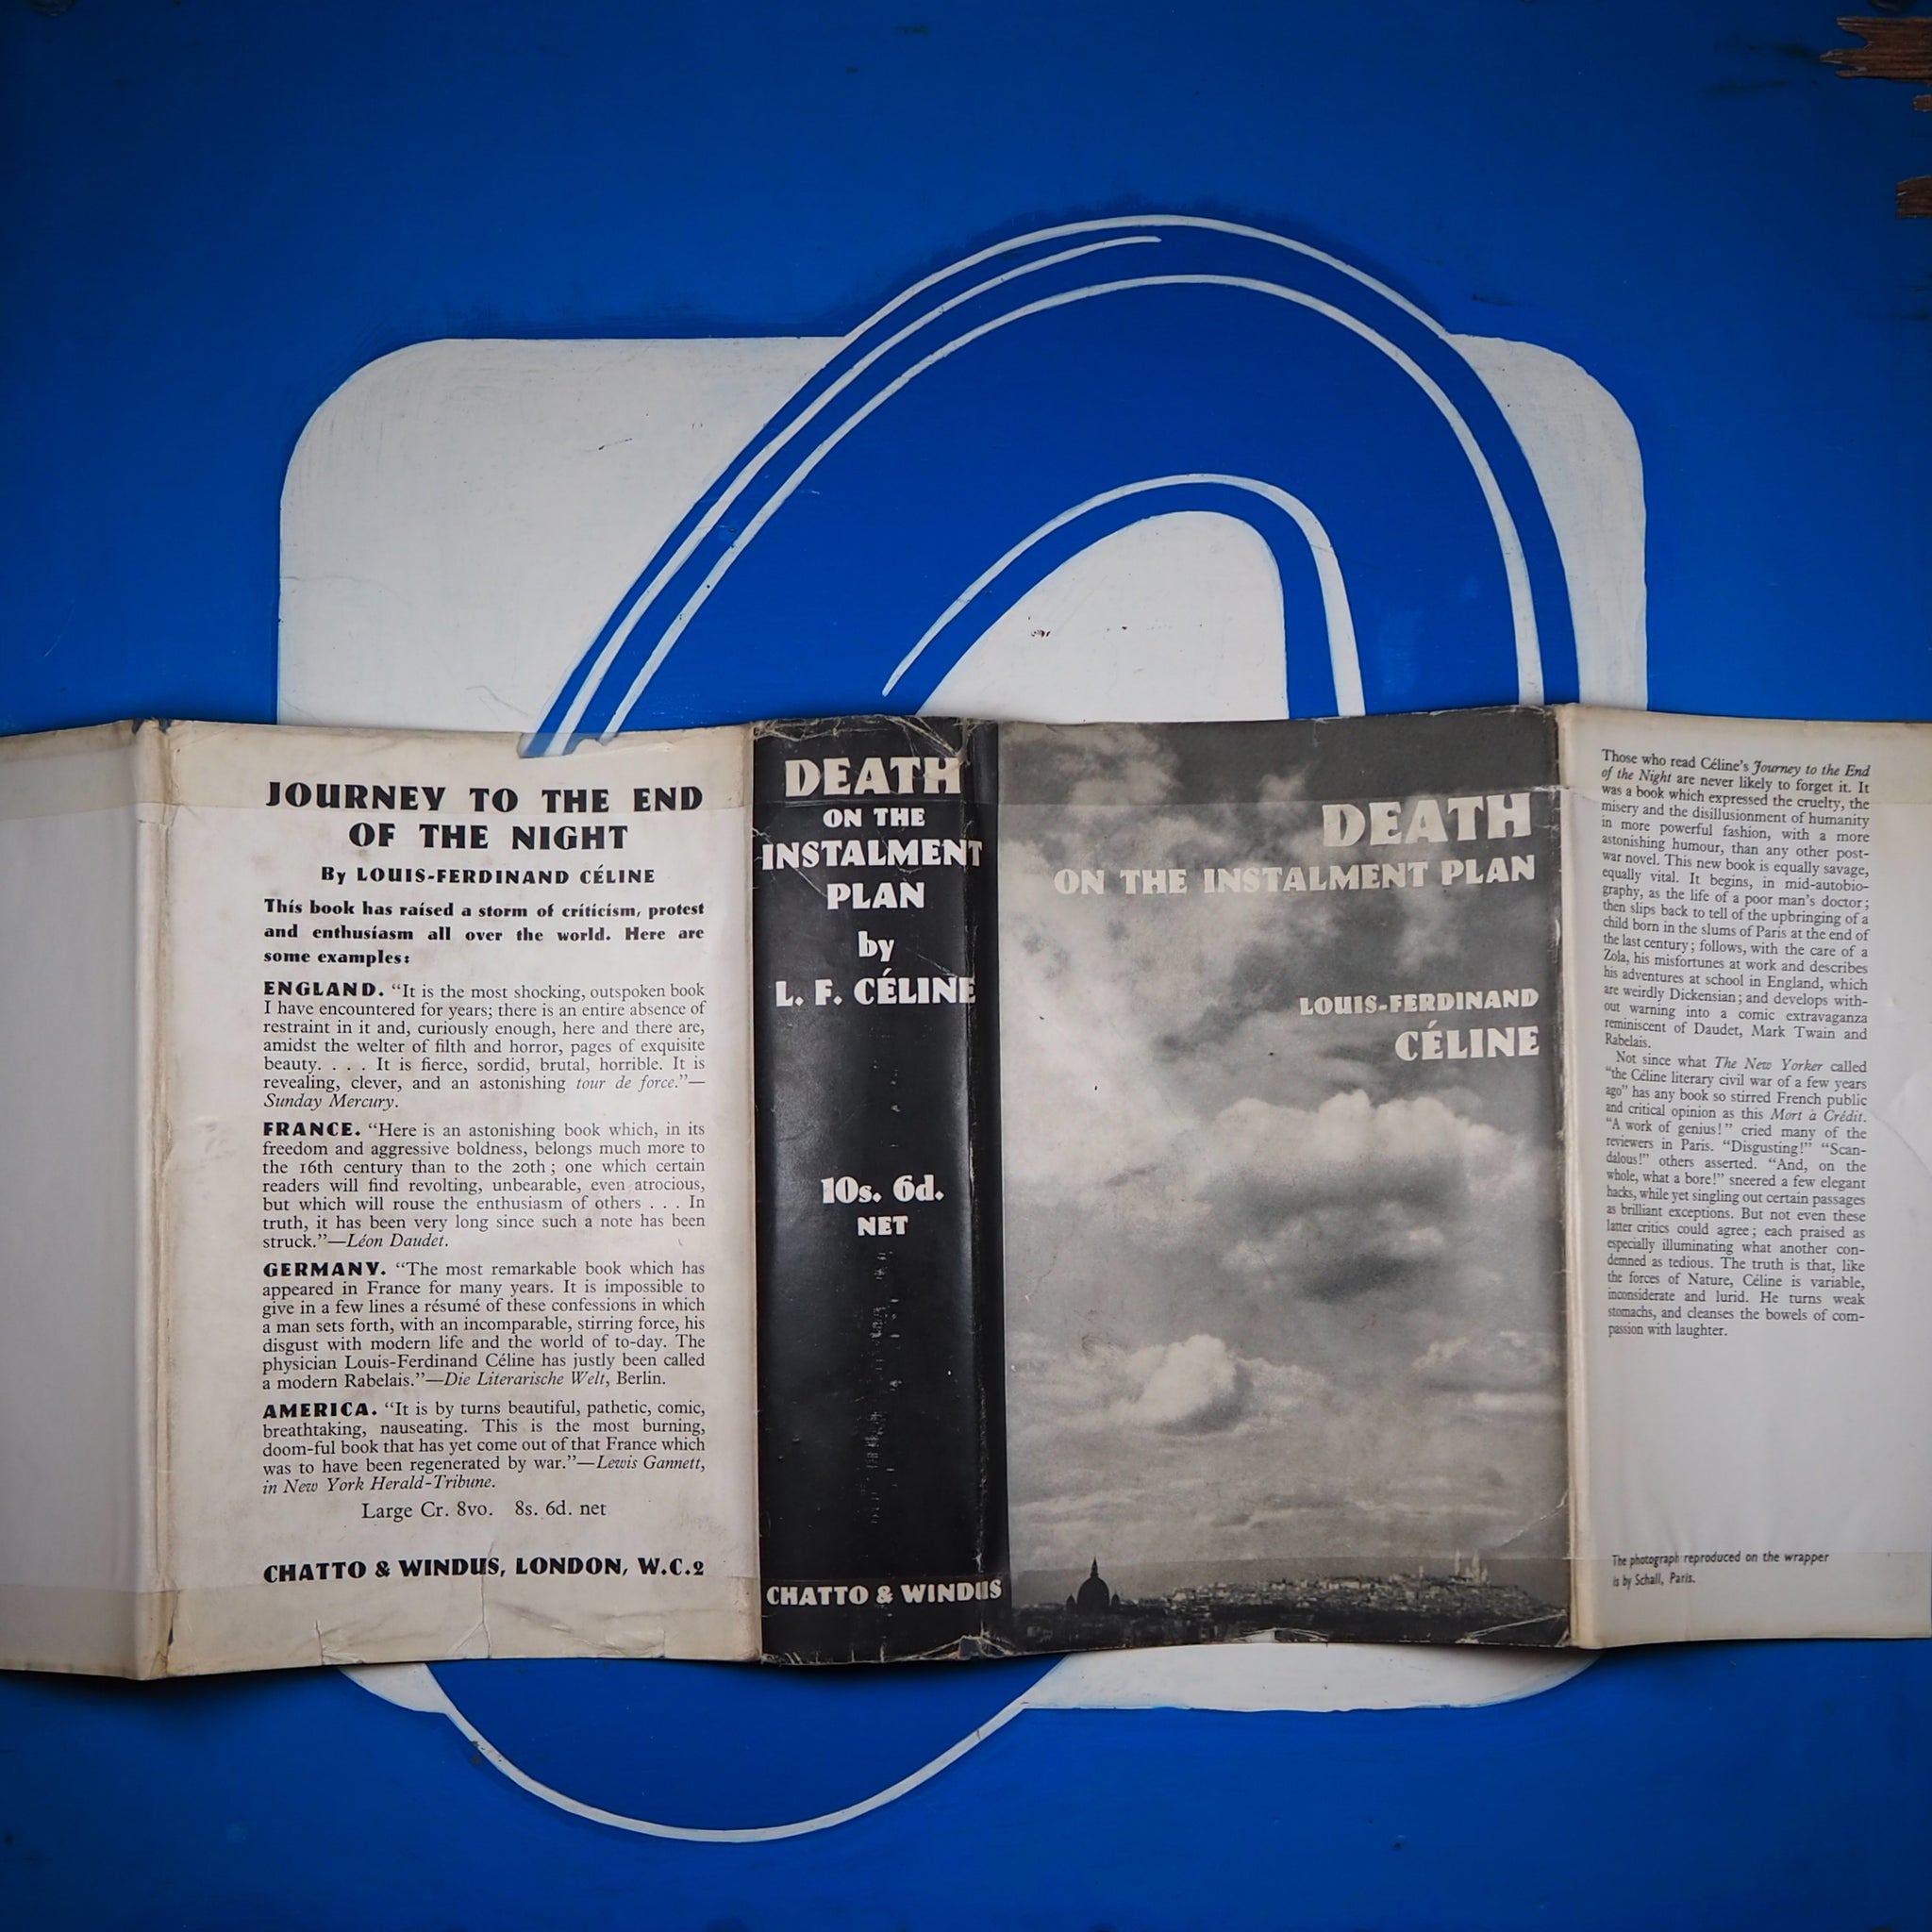 JOURNEY TO THE END
OF THE NIGHT
By LOUIS-FERDINAND CÉLINE
This book has raised a storm of criticism, protest
and enthusiasm all over the world. Here are
some examples:
ENGLAND. “It is the most shocking, outspoken book
I have encountered for years; there is an entire absence of
restraint in it and, curiously enough, here and there are,
amidst the welter of filth and horror, pages of exquisite
beauty. . . . It is fierce, sordid, brutal, horrible. It is
revealing, clever, and an astonishing tour de force.”—
Sunday Mercury.
FRANCE. “Here is an astonishing book which, in its
freedom and aggressive boldness, belongs much more to
the 16th century than to the 20th; one which certain
readers will find revolting, unbearable, even atrocious,
but which will rouse the enthusiasm of others . . . In
truth, it has been very long since such a note has been
struck.”—Léon Daudet.
GERMANY. “The most remarkable book which has
appeared in France for many years. It is impossible to
give in a few lines a résumé of these confessions in which
a man sets forth, with an incomparable, stirring force, his
disgust with modern life and the world of to-day. The
physician Louis-Ferdinand Céline has justly been called
a modern Rabelais.”—Die Literarische Welt, Berlin.
AMERICA. “It is by turns beautiful, pathetic, comic,
breathtaking, nauseating. This is the most burning,
doom-ful book that has yet come out of that France which
was to have been regenerated by war.”—Lewis Gannett,
in New York Herald-Tribune.
Large Cr. 8vo. 8s. 6d. net
CHATTO & WINDUS, LONDON, W.C.2
DEATH
ON THE
INSTALMENT
PLAN
by
L. F. CÉLINE
10s. 6d.
NET
CHATTO & WINDUS
DEATH
ON THE INSTALMENT PLAN
LOUIS-FERDINAND
CÉLINE
Those who read Céline's Journey to the End
of the Night are never likely to forget it. It
was a book which expressed the cruelty, the
misery and the disillusionment of humanity
in more powerful fashion, with a more
astonishing humour, than any other post-
war novel. This new book is equally savage,
equally vital. It begins, in mid-autobio-
graphy, as the life of a poor man's doctor;
then slips back to tell of the upbringing of a
child born in the slums of Paris at the end of
the last century; follows, with the care of a
Zola, his misfortunes at work and describes
his adventures at school in England, which
are weirdly Dickensian; and develops with-
out warning into a comic extravaganza
reminiscent of Daudet, Mark Twain and
Rabelais.
Not since what The New Yorker called
“the Céline literary civil war of a few years
ago” has any book so stirred French public
and critical opinion as this Mort à Crédit.
“A work of genius!” cried many of the
reviewers in Paris. “Disgusting!” “Scan-
dalous!” others asserted. “And, on the
whole, what a bore!” sneered a few elegant
hacks, while yet singling out certain passages
as brilliant exceptions. But not even these
latter critics could agree; each praised as
especially illuminating what another con-
demned as tedious. The truth is that, like
the forces of Nature, Céline is variable,
inconsiderate and lurid. He turns weak
stomachs, and cleanses the bowels of com-
passion with laughter.
The photograph reproduced on the wrapper
is by Schall, Paris.